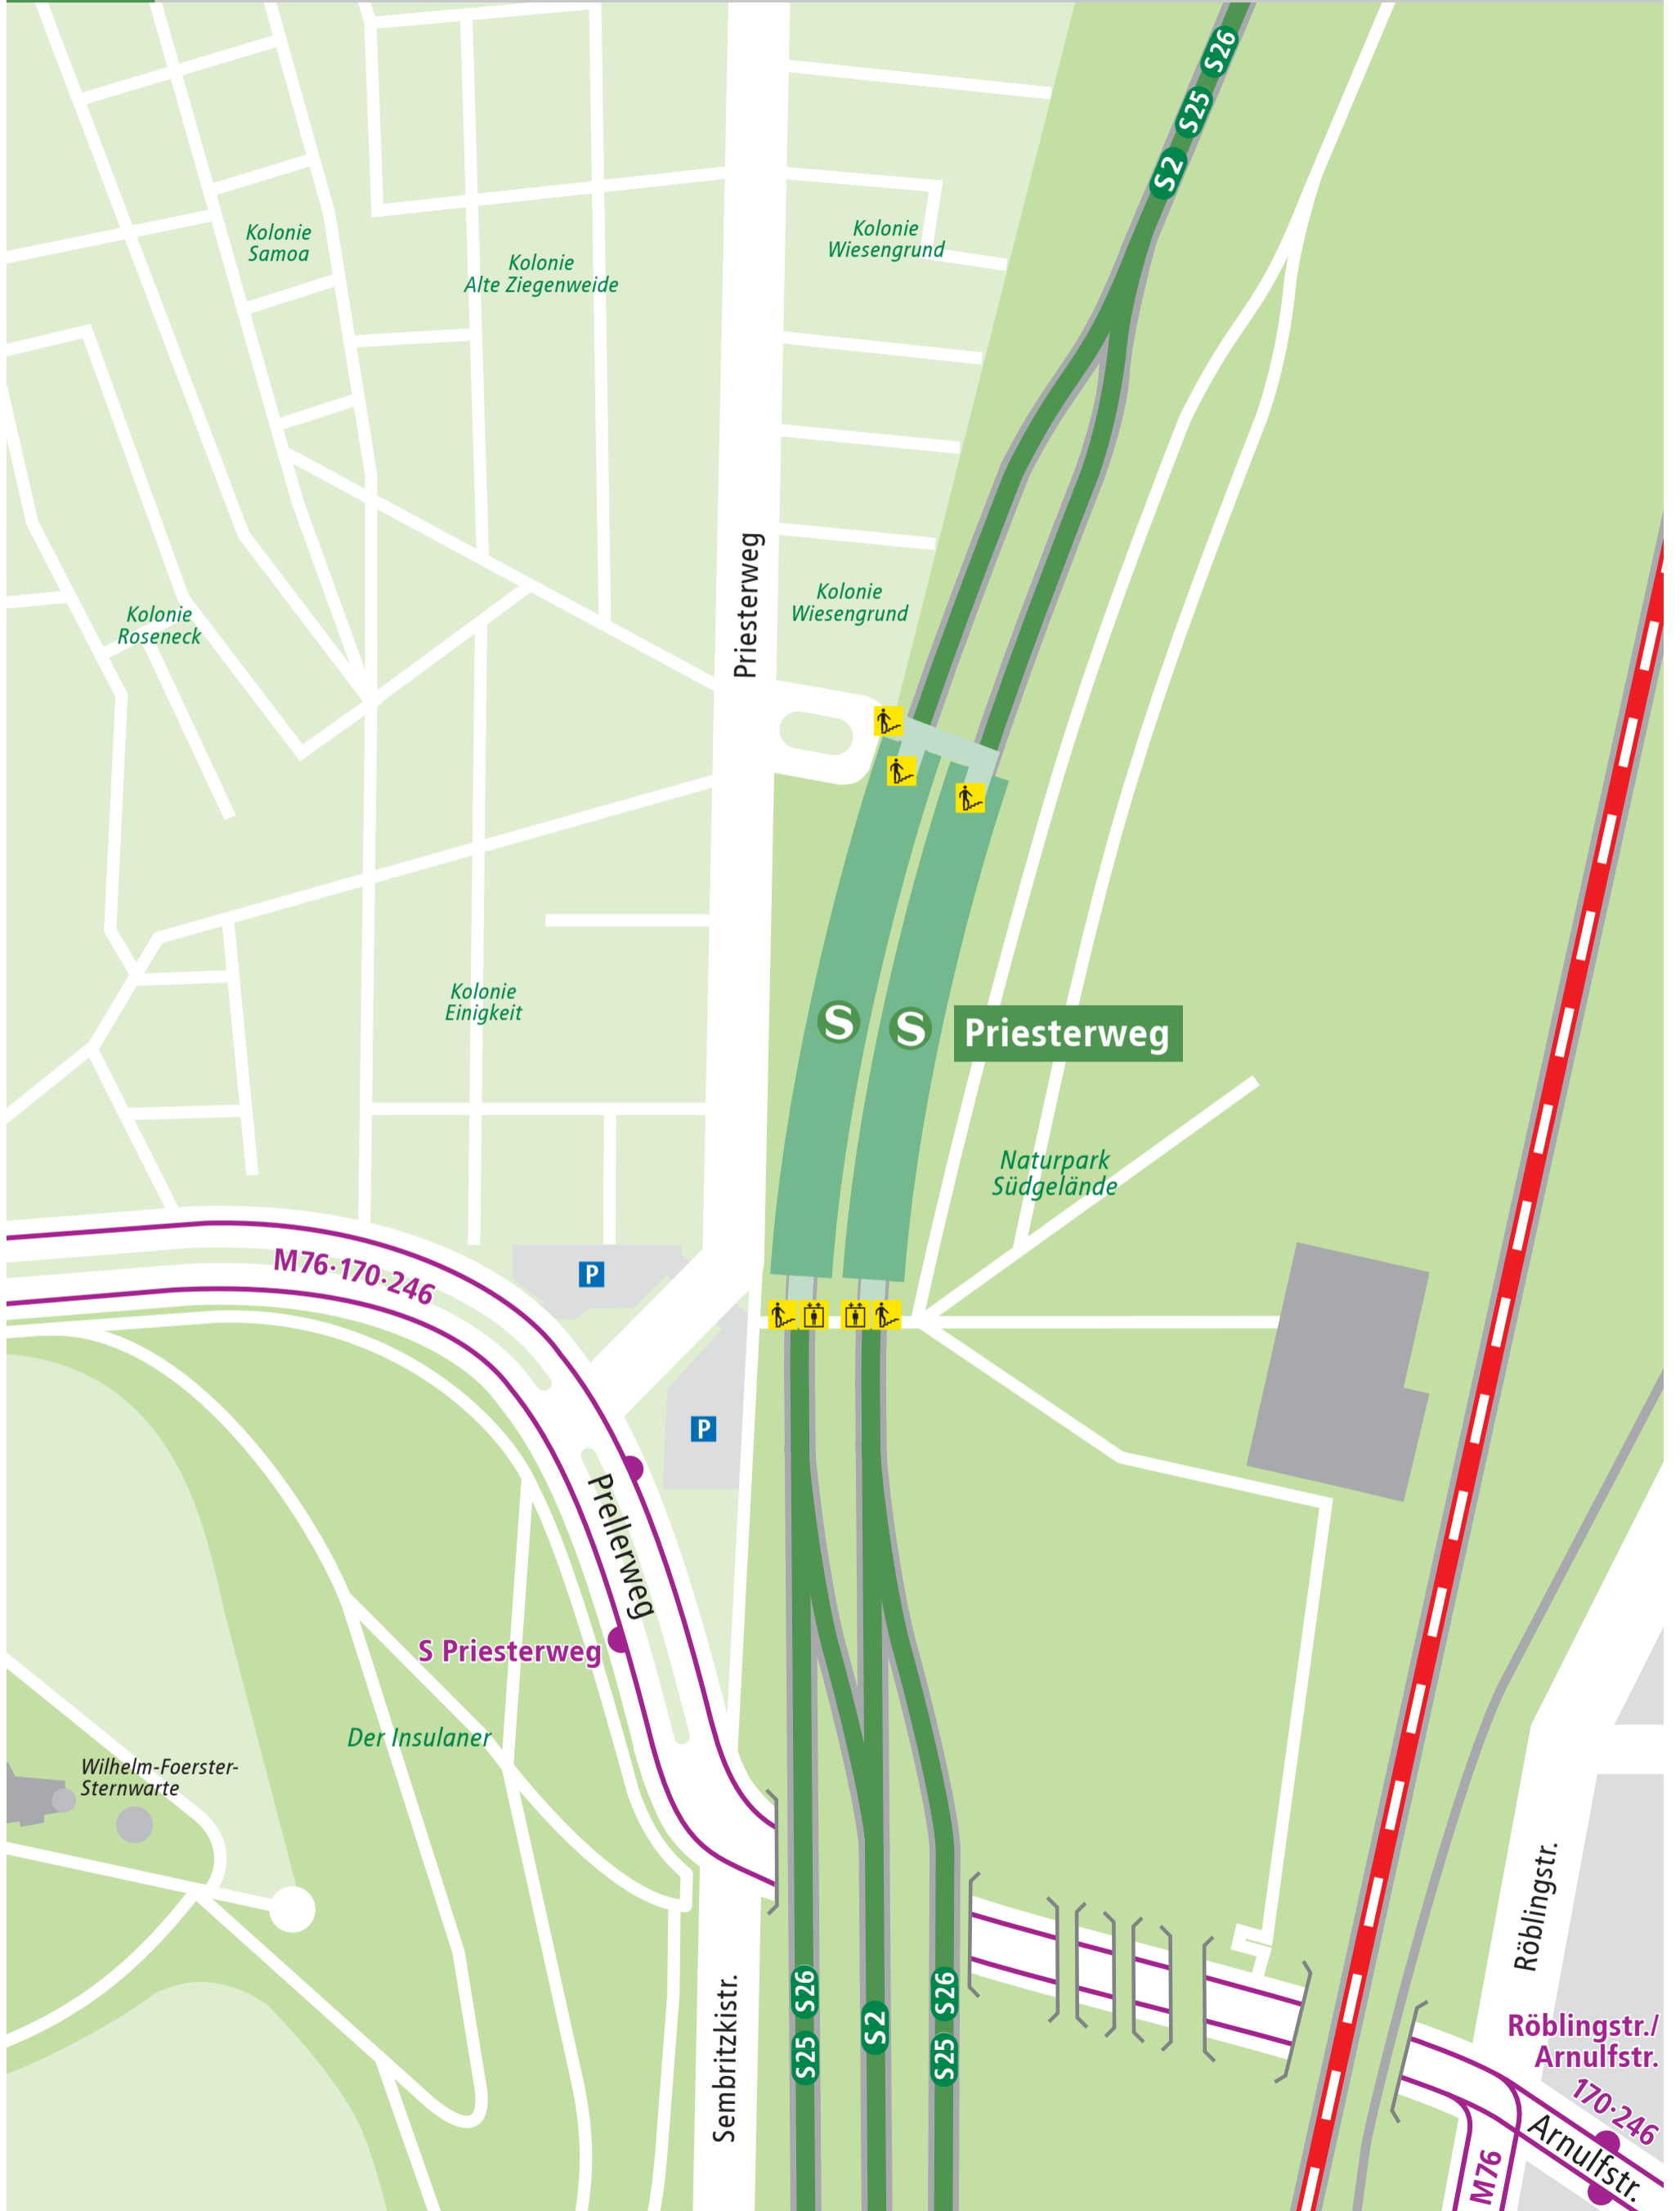 S26
S25
S2
Kolonie
Samoa
Kolonie
Alte Ziegenweide
Kolonie
Wiesengrund
Priesterweg
Kolonie
Wiesengrund
Kolonie
Roseneck
Kolonie
Einigkeit
S
S
Priesterweg
Naturpark
Südgelände
M76·170·246
P
P
Prellerweg
S Priesterweg
Der Insulaner
Wilhelm-Foerster-
Sternwarte
Röblingstr.
Sembritzkistr.
S25 S26
S2
S25 S26
Röblingstr./
Arnulfstr.
170·246
Arnulfstr.
M76